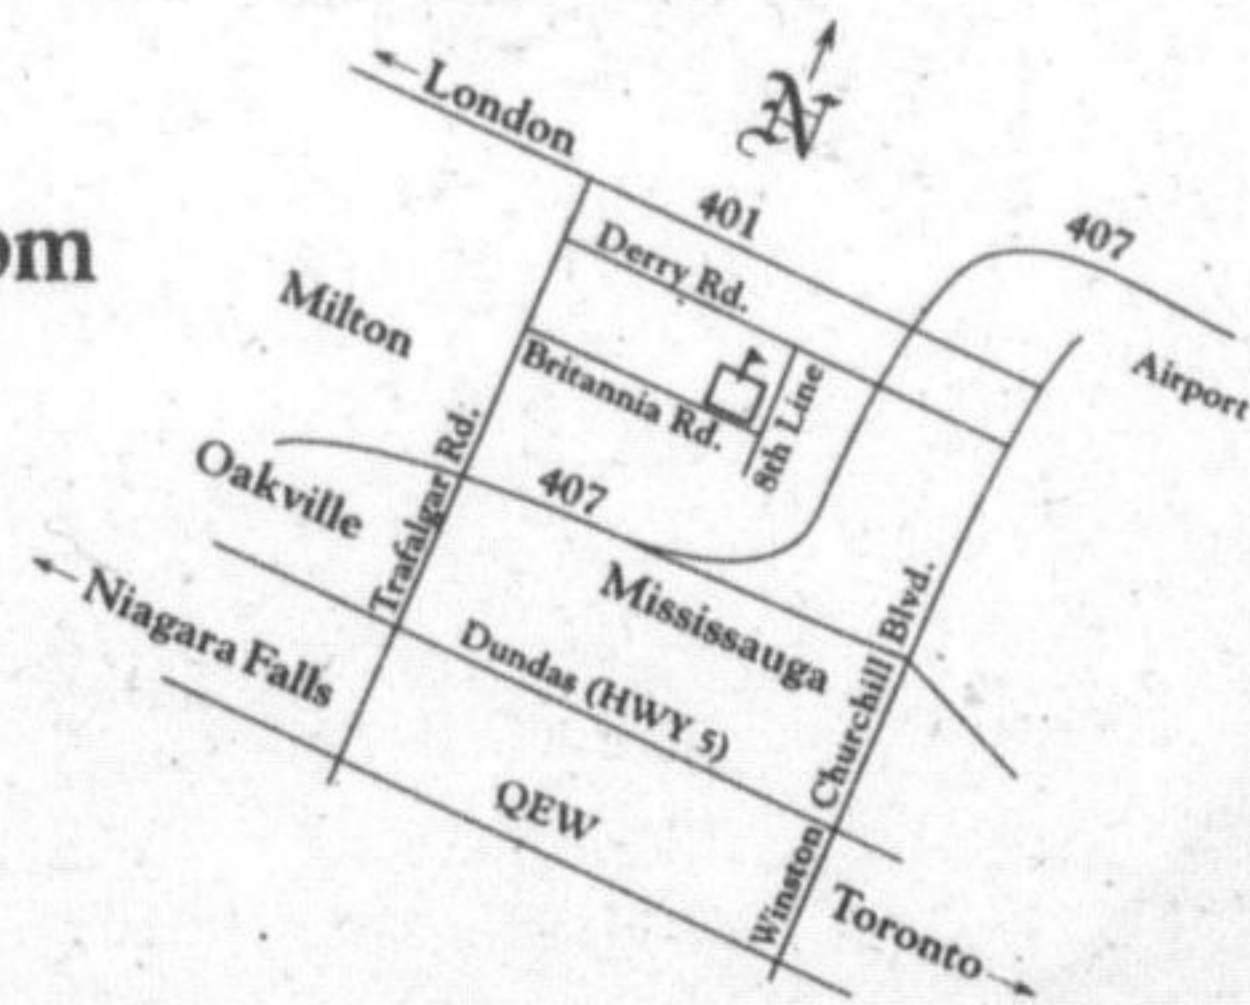 London
N
401
407
om
Derry Rd.
Milton
Airport
Britannia Rd.
8th Line
Oakville
407
Trafalgar Rd.
Niagara Falls
Mississauga
Dundas (HWY 5)
Winston Churchill Blvd.
QEW
Toronto